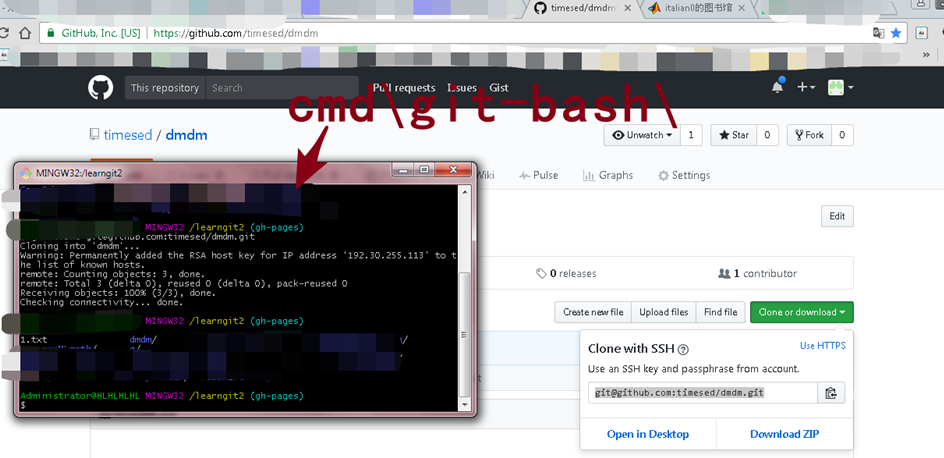 timesed/dmdm
italian0的图书馆
GitHub, Inc. [US] https://github.com/timesed/dmdm
This repository Search Pull requests Issues Gist
cmd\git-bash\
timesed / dmdm
Unwatch 1 Star 0 Fork 0
MINGW32:/learngit2
Wiki Pulse Graphs Settings
MINGW32 /learngit2 (gh-pages)
git@github.com:timesed/dmdm.git
Cloning into 'dmdm'...
Warning: Permanently added the RSA host key for IP address '192.30.255.113' to t
he list of known hosts.
remote: Counting objects: 3, done.
remote: Total 3 (delta 0), reused 0 (delta 0), pack-reused 0
Receiving objects: 100% (3/3), done.
Checking connectivity... done.
MINGW32 /learngit2 (gh-pages)
1.txt dmdm/
Administrator@HLHLHLHL MINGW32 /learngit2 (gh-pages)
$
Edit
0 releases 1 contributor
Create new file Upload files Find file Clone or download
Clone with SSH ? Use HTTPS
Use an SSH key and passphrase from account.
git@github.com:timesed/dmdm.git
Open in Desktop Download ZIP